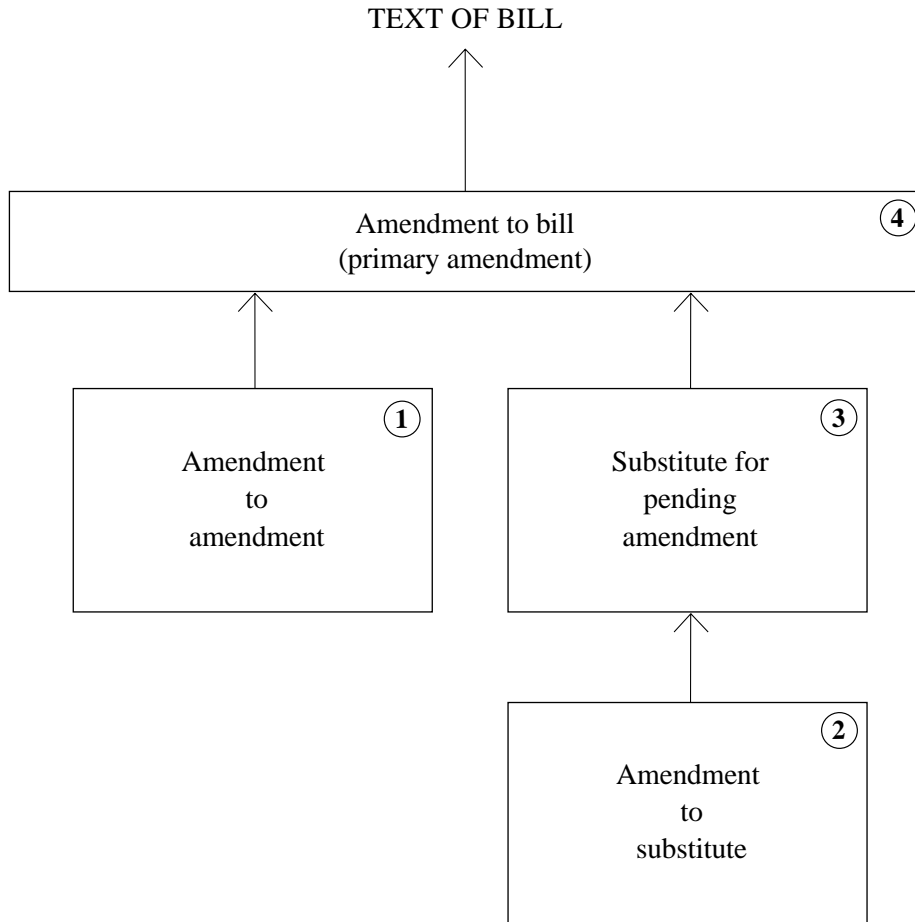 TEXT OF BILL
4
Amendment to bill
(primary amendment)
1
Amendment
to
amendment
3
Substitute for
pending
amendment
2
Amendment
to
substitute